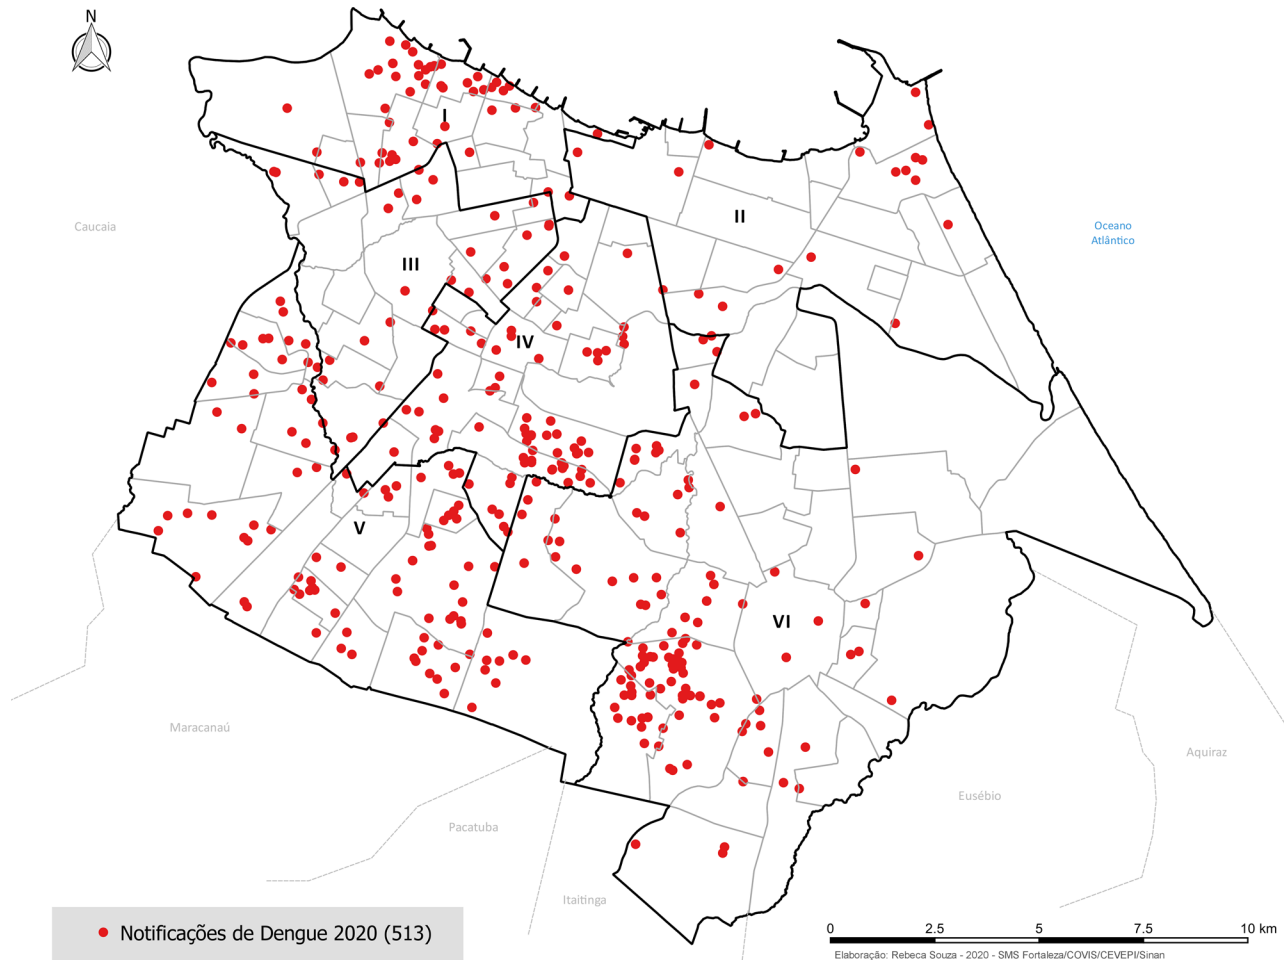 N
I
II
Caucaia
Oceano
Atlântico
III
IV
V
VI
Maracanaú
Aquiraz
Eusébio
Pacatuba
Itaitinga
Notificações de Dengue 2020 (513)
0 2.5 5 7.5 10 km
Elaboração: Rebeca Souza - 2020 - SMS Fortaleza/COVIS/CEVEPI/Sinan